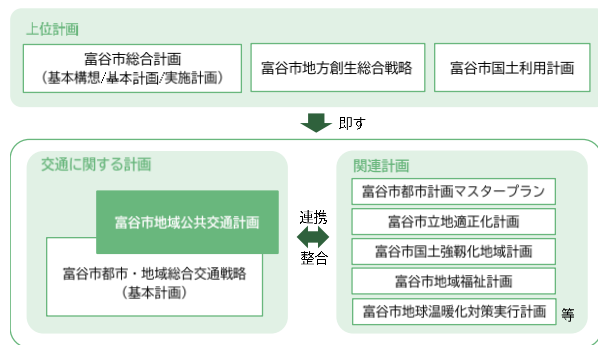 上位計画
富谷市総合計画
（基本構想/基本計画/実施計画）
富谷市地方創生総合戦略
富谷市国土利用計画
即す
交通に関する計画
富谷市地域公共交通計画
富谷市都市・地域総合交通戦略
（基本計画）
連携
整合
関連計画
富谷市都市計画マスタープラン
富谷市立地適正化計画
富谷市国土強靱化地域計画
富谷市地域福祉計画
富谷市地球温暖化対策実行計画
等